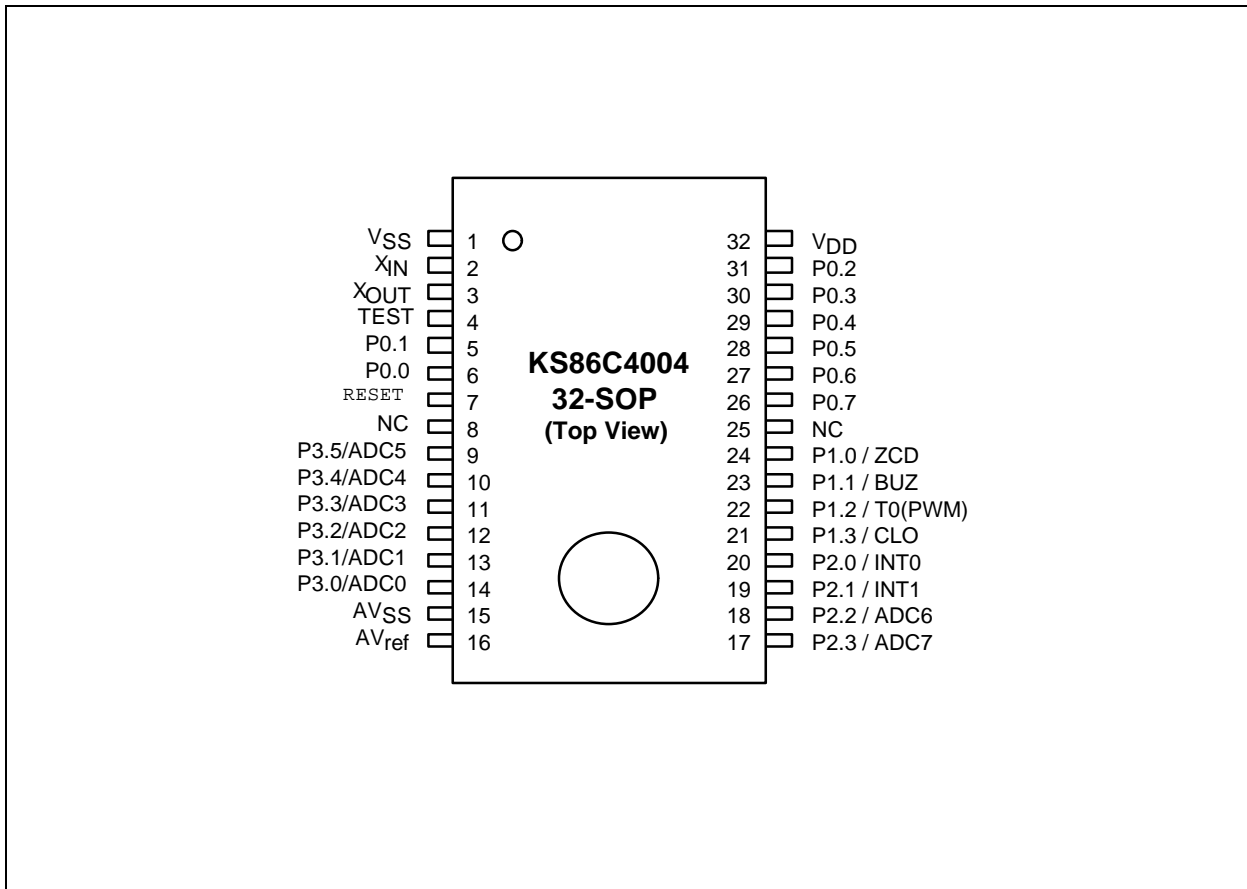 VSS 1 32 VDD
XIN 2 31 P0.2
XOUT 3 30 P0.3
TEST 4 29 P0.4
P0.1 5 28 P0.5
P0.0 6 27 P0.6
RESET 7 26 P0.7
NC 8 25 NC
P3.5/ADC5 9 24 P1.0 / ZCD
P3.4/ADC4 10 23 P1.1 / BUZ
P3.3/ADC3 11 22 P1.2 / T0(PWM)
P3.2/ADC2 12 21 P1.3 / CLO
P3.1/ADC1 13 20 P2.0 / INT0
P3.0/ADC0 14 19 P2.1 / INT1
AVSS 15 18 P2.2 / ADC6
AVref 16 17 P2.3 / ADC7
KS86C4004
32-SOP
(Top View)